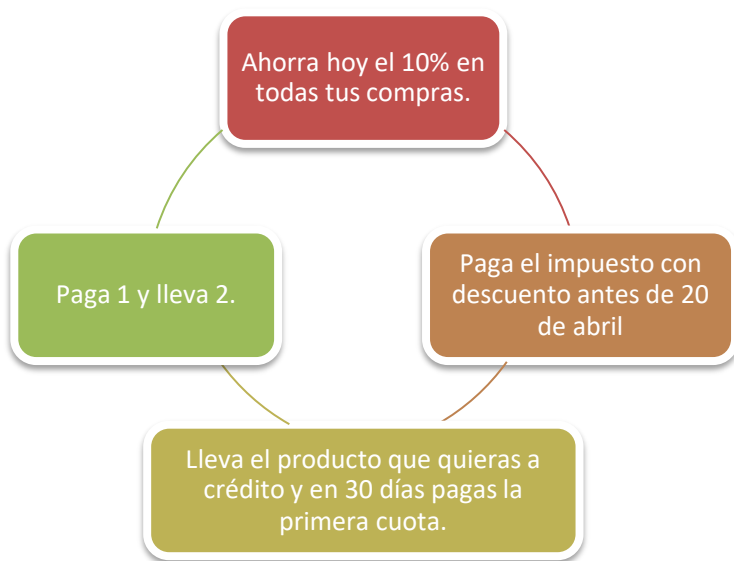 Ahorra hoy el 10% en
todas tus compras.
Paga el impuesto con
descuento antes de 20
de abril
Lleva el producto que quieras a
crédito y en 30 días pagas la
primera cuota.
Paga 1 y lleva 2.